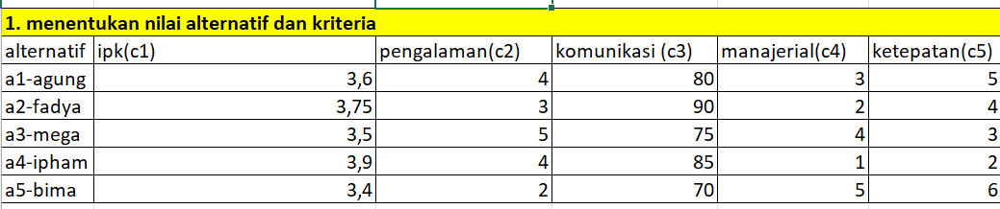 1. menentukan nilai alternatif dan kriteria
alternatif ipk(c1) pengalaman(c2) komunikasi (c3) manajerial(c4) ketepatan(c5)
a1-agung 3,6 4 80 3 5
a2-fadya 3,75 3 90 2 4
a3-mega 3,5 5 75 4 3
a4-ipham 3,9 4 85 1 2
a5-bima 3,4 2 70 5 6